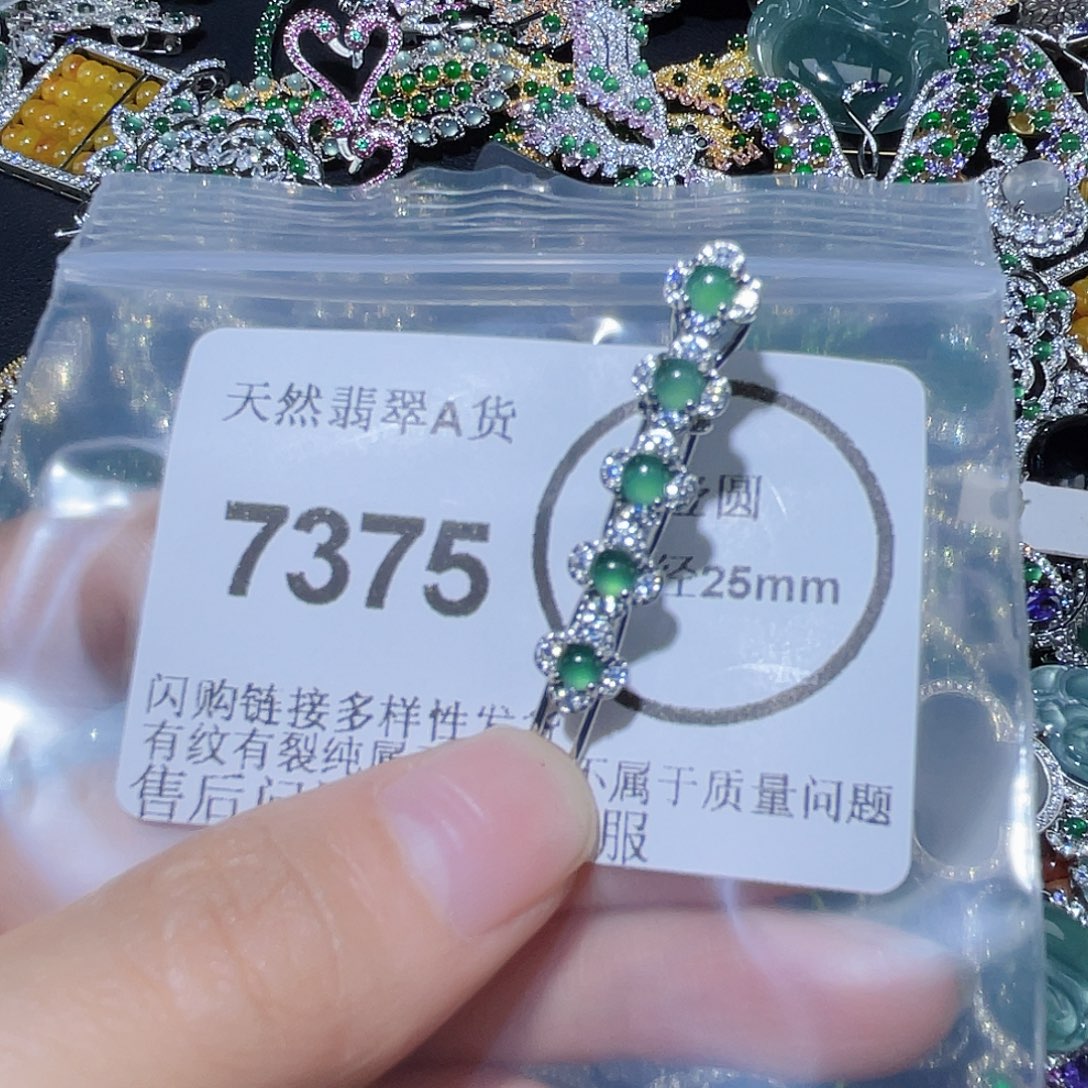 天然翡翠A货
7375
圆
径25mm
闪购链接多样性发
有纹有裂纯属 不属于质量问题
售后问 服